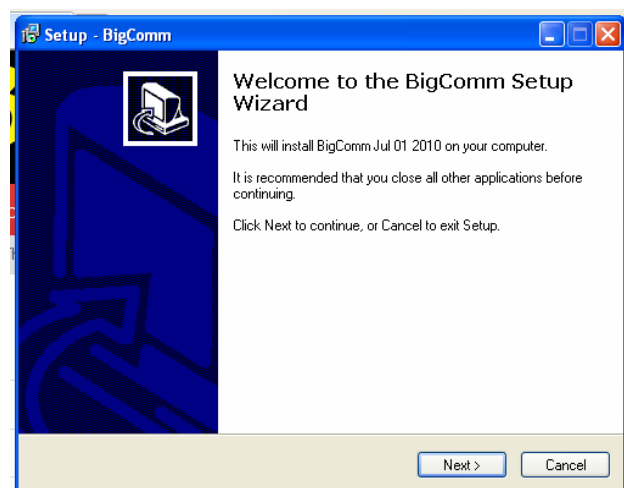 Setup - BigComm
Welcome to the BigComm Setup
Wizard
This will install BigComm Jul 01 2010 on your computer.
It is recommended that you close all other applications before
continuing.
Click Next to continue, or Cancel to exit Setup.
Next >
Cancel